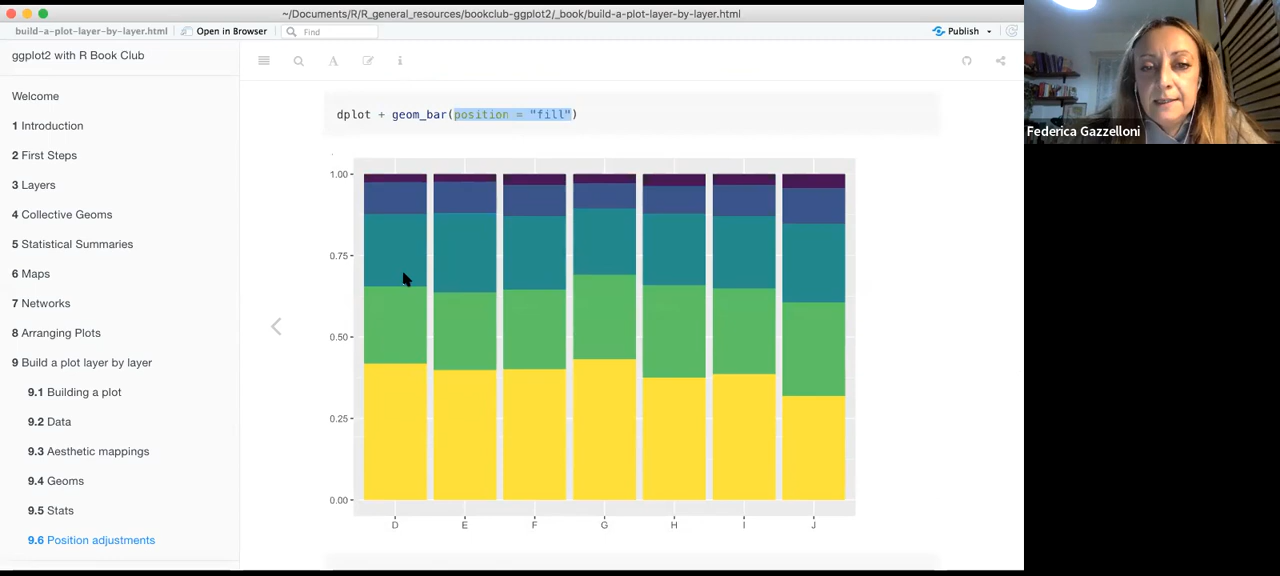 ~/Documents/R/R_general_resources/bookclub-ggplot2/_book/build-a-plot-layer-by-layer.html
build-a-plot-layer-by-layer.html
Open in Browser
Find
Publish
ggplot2 with R Book Club
Welcome
1 Introduction
2 First Steps
3 Layers
4 Collective Geoms
5 Statistical Summaries
6 Maps
7 Networks
8 Arranging Plots
9 Build a plot layer by layer
9.1 Building a plot
9.2 Data
9.3 Aesthetic mappings
9.4 Geoms
9.5 Stats
9.6 Position adjustments
A
dplot + geom_bar(position = "fill")
1.00
0.75
0.50
0.25
0.00
D E F G H I J
Federica Gazzelloni